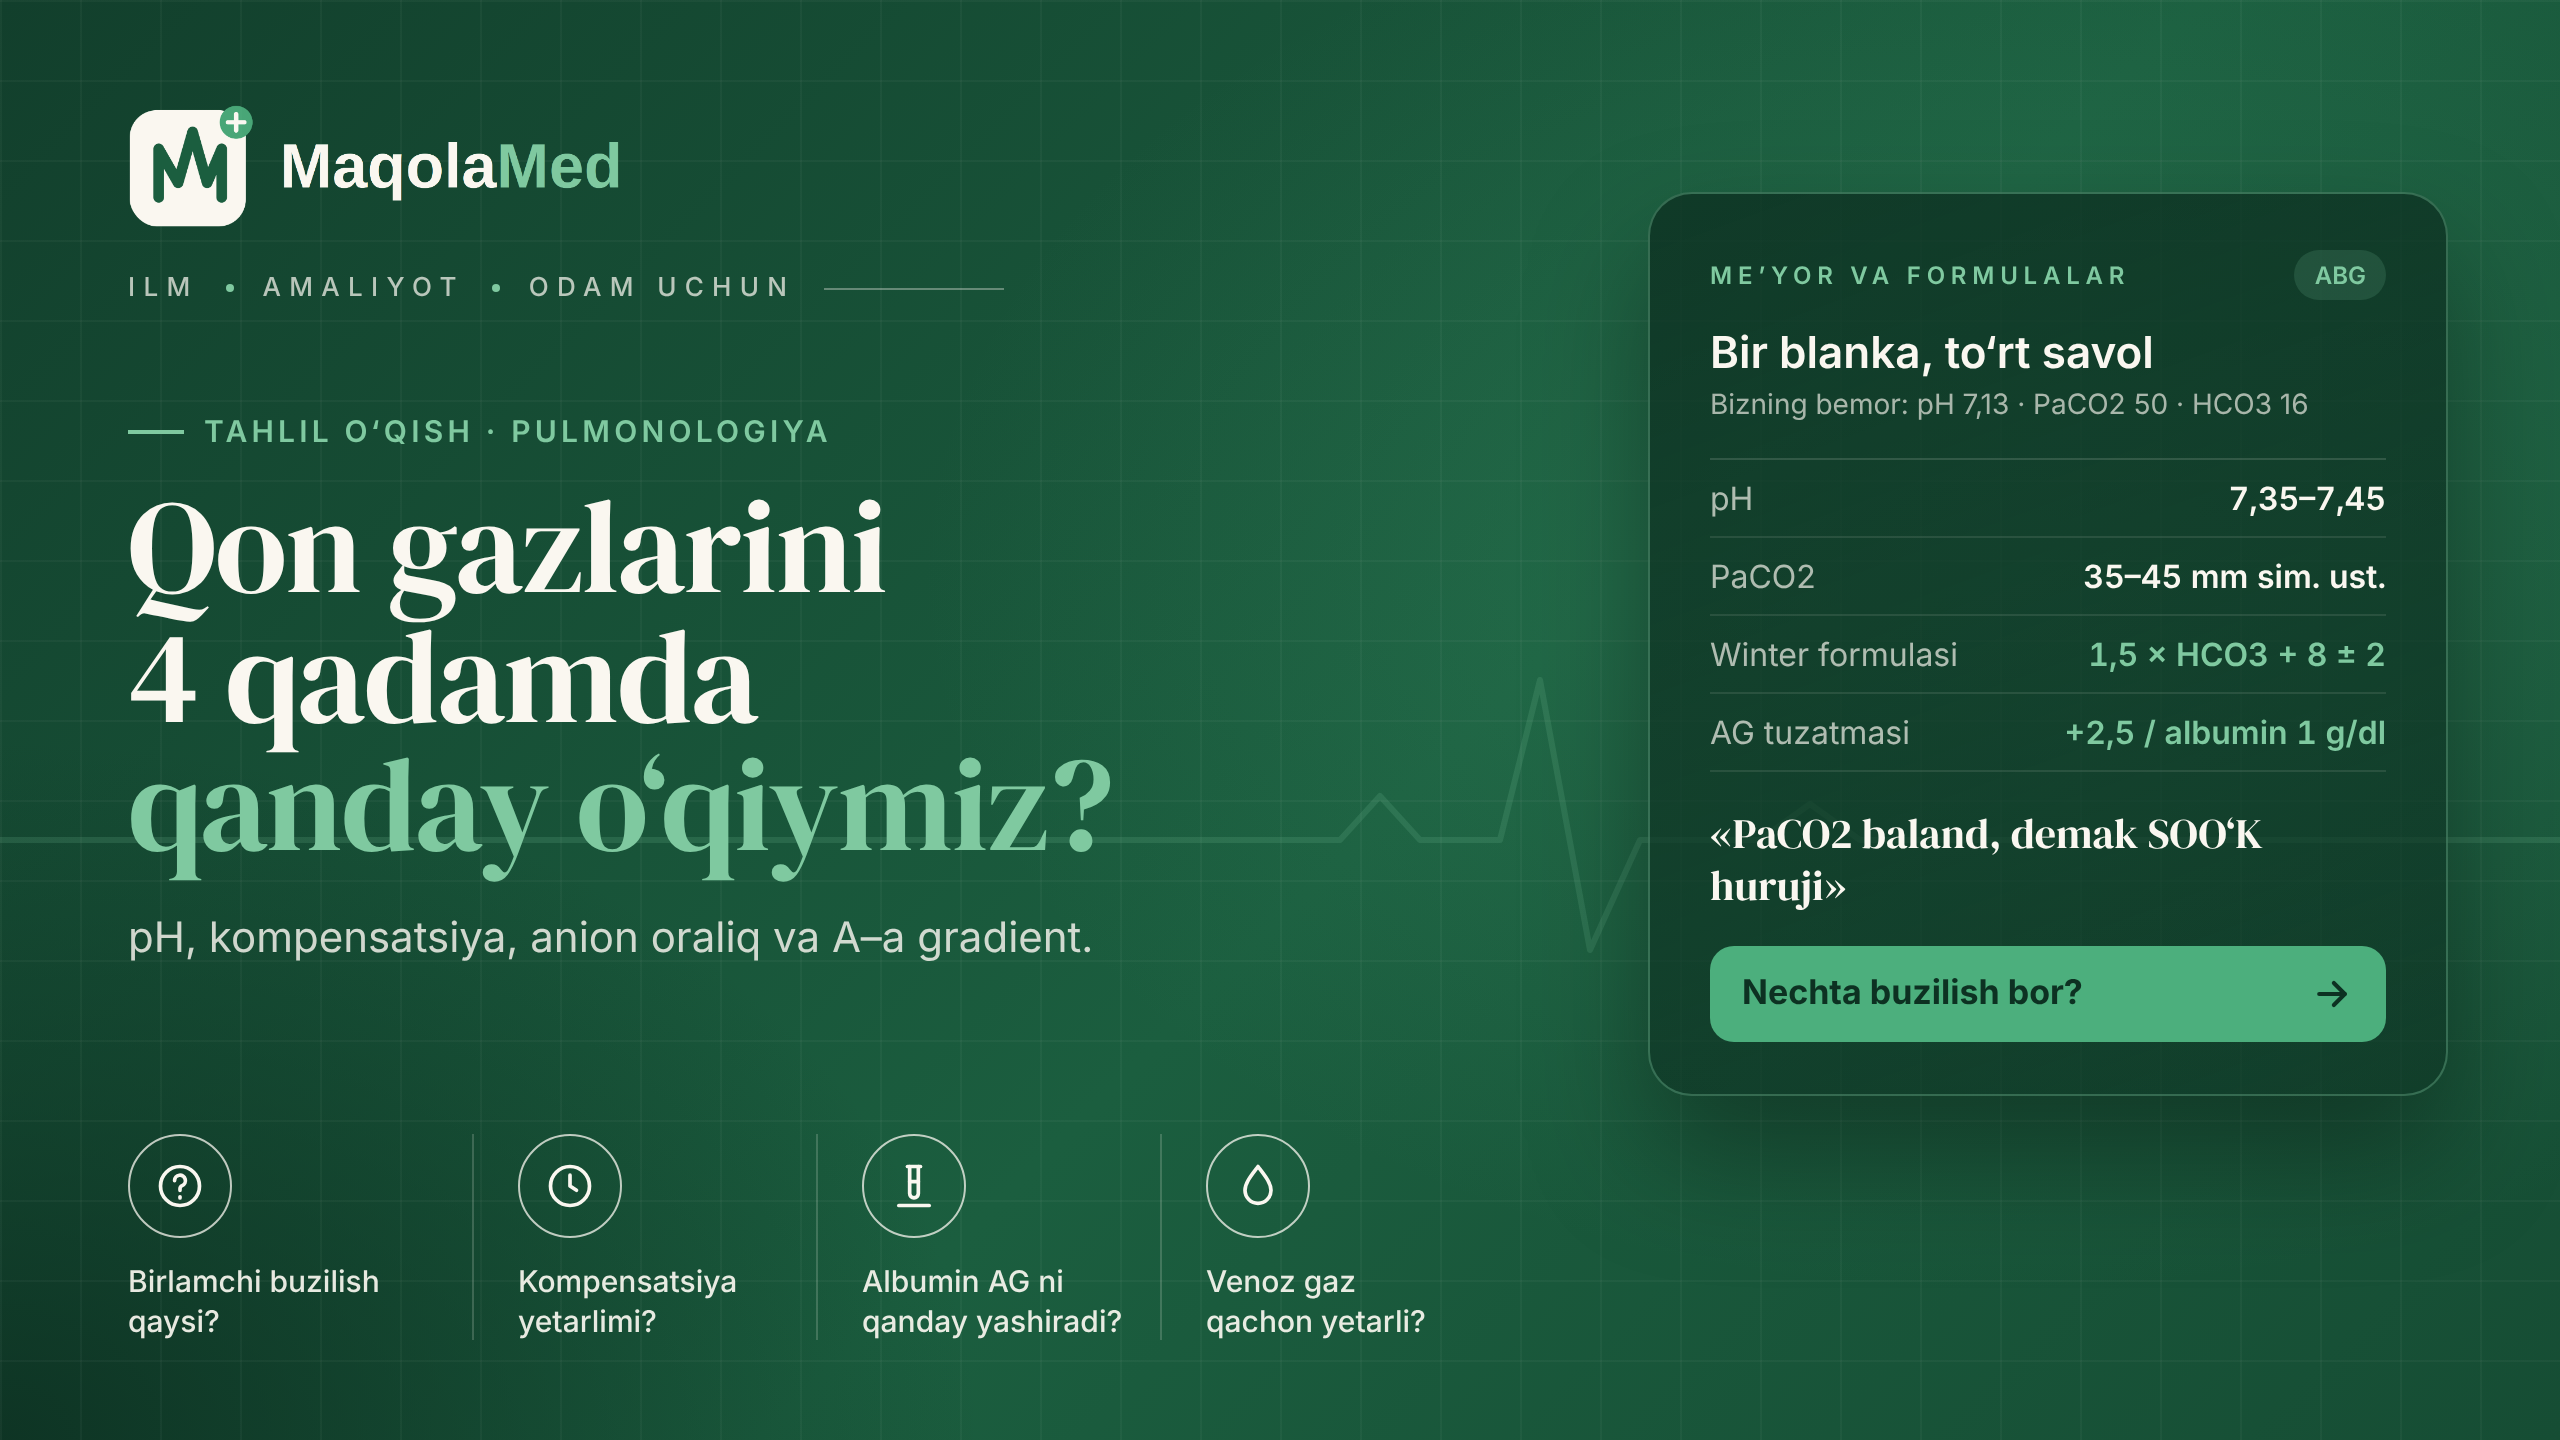 MaqolaMed
ILM • AMALIYOT • ODAM UCHUN
TAHLIL O‘QISH · PULMONOLOGIYA
Qon gazlarini
4 qadamda
qanday o‘qiymiz?
pH, kompensatsiya, anion oraliq va A–a gradient.
Birlamchi buzilish
qaysi?
Kompensatsiya
yetarlimi?
Albumin AG ni
qanday yashiradi?
Venoz gaz
qachon yetarli?
ME’YOR VA FORMULALAR
ABG
Bir blanka, to‘rt savol
Bizning bemor: pH 7,13 · PaCO2 50 · HCO3 16
pH 7,35–7,45
PaCO2 35–45 mm sim. ust.
Winter formulasi 1,5 × HCO3 + 8 ± 2
AG tuzatmasi +2,5 / albumin 1 g/dl
«PaCO2 baland, demak SOO‘K
huruji»
Nechta buzilish bor? →